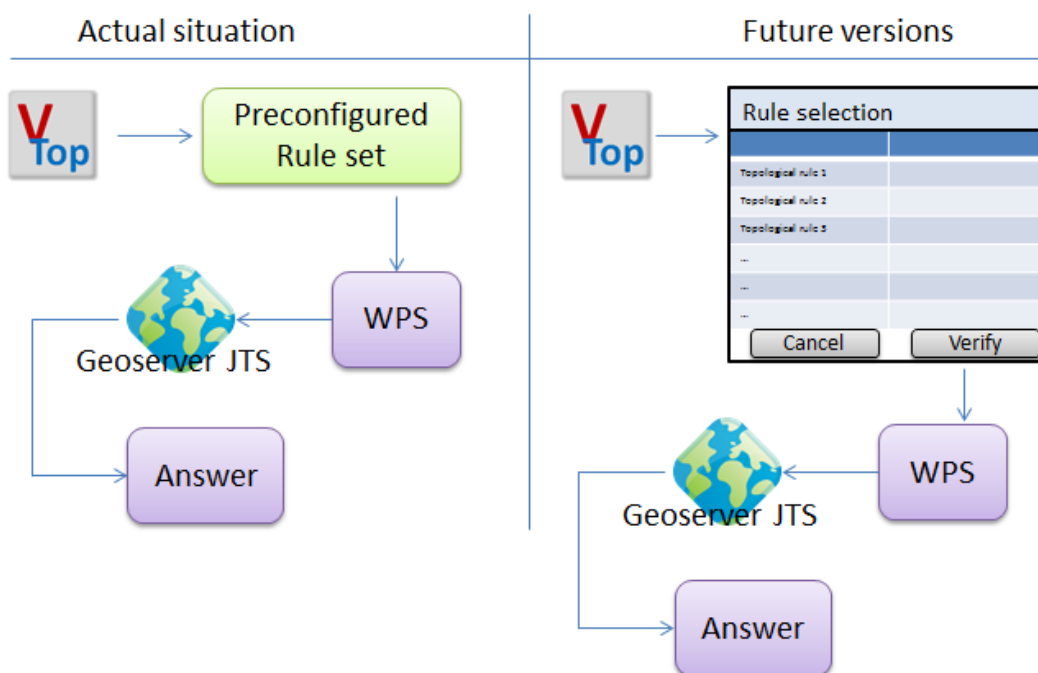 Actual situation
Future versions
V
Top
Preconfigured
Rule set
WPS
Geoserver JTS
Answer
V
Top
Rule selection
Topological rule 1
Topological rule 2
Topological rule 3
...
...
...
Cancel
Verify
WPS
Geoserver JTS
Answer